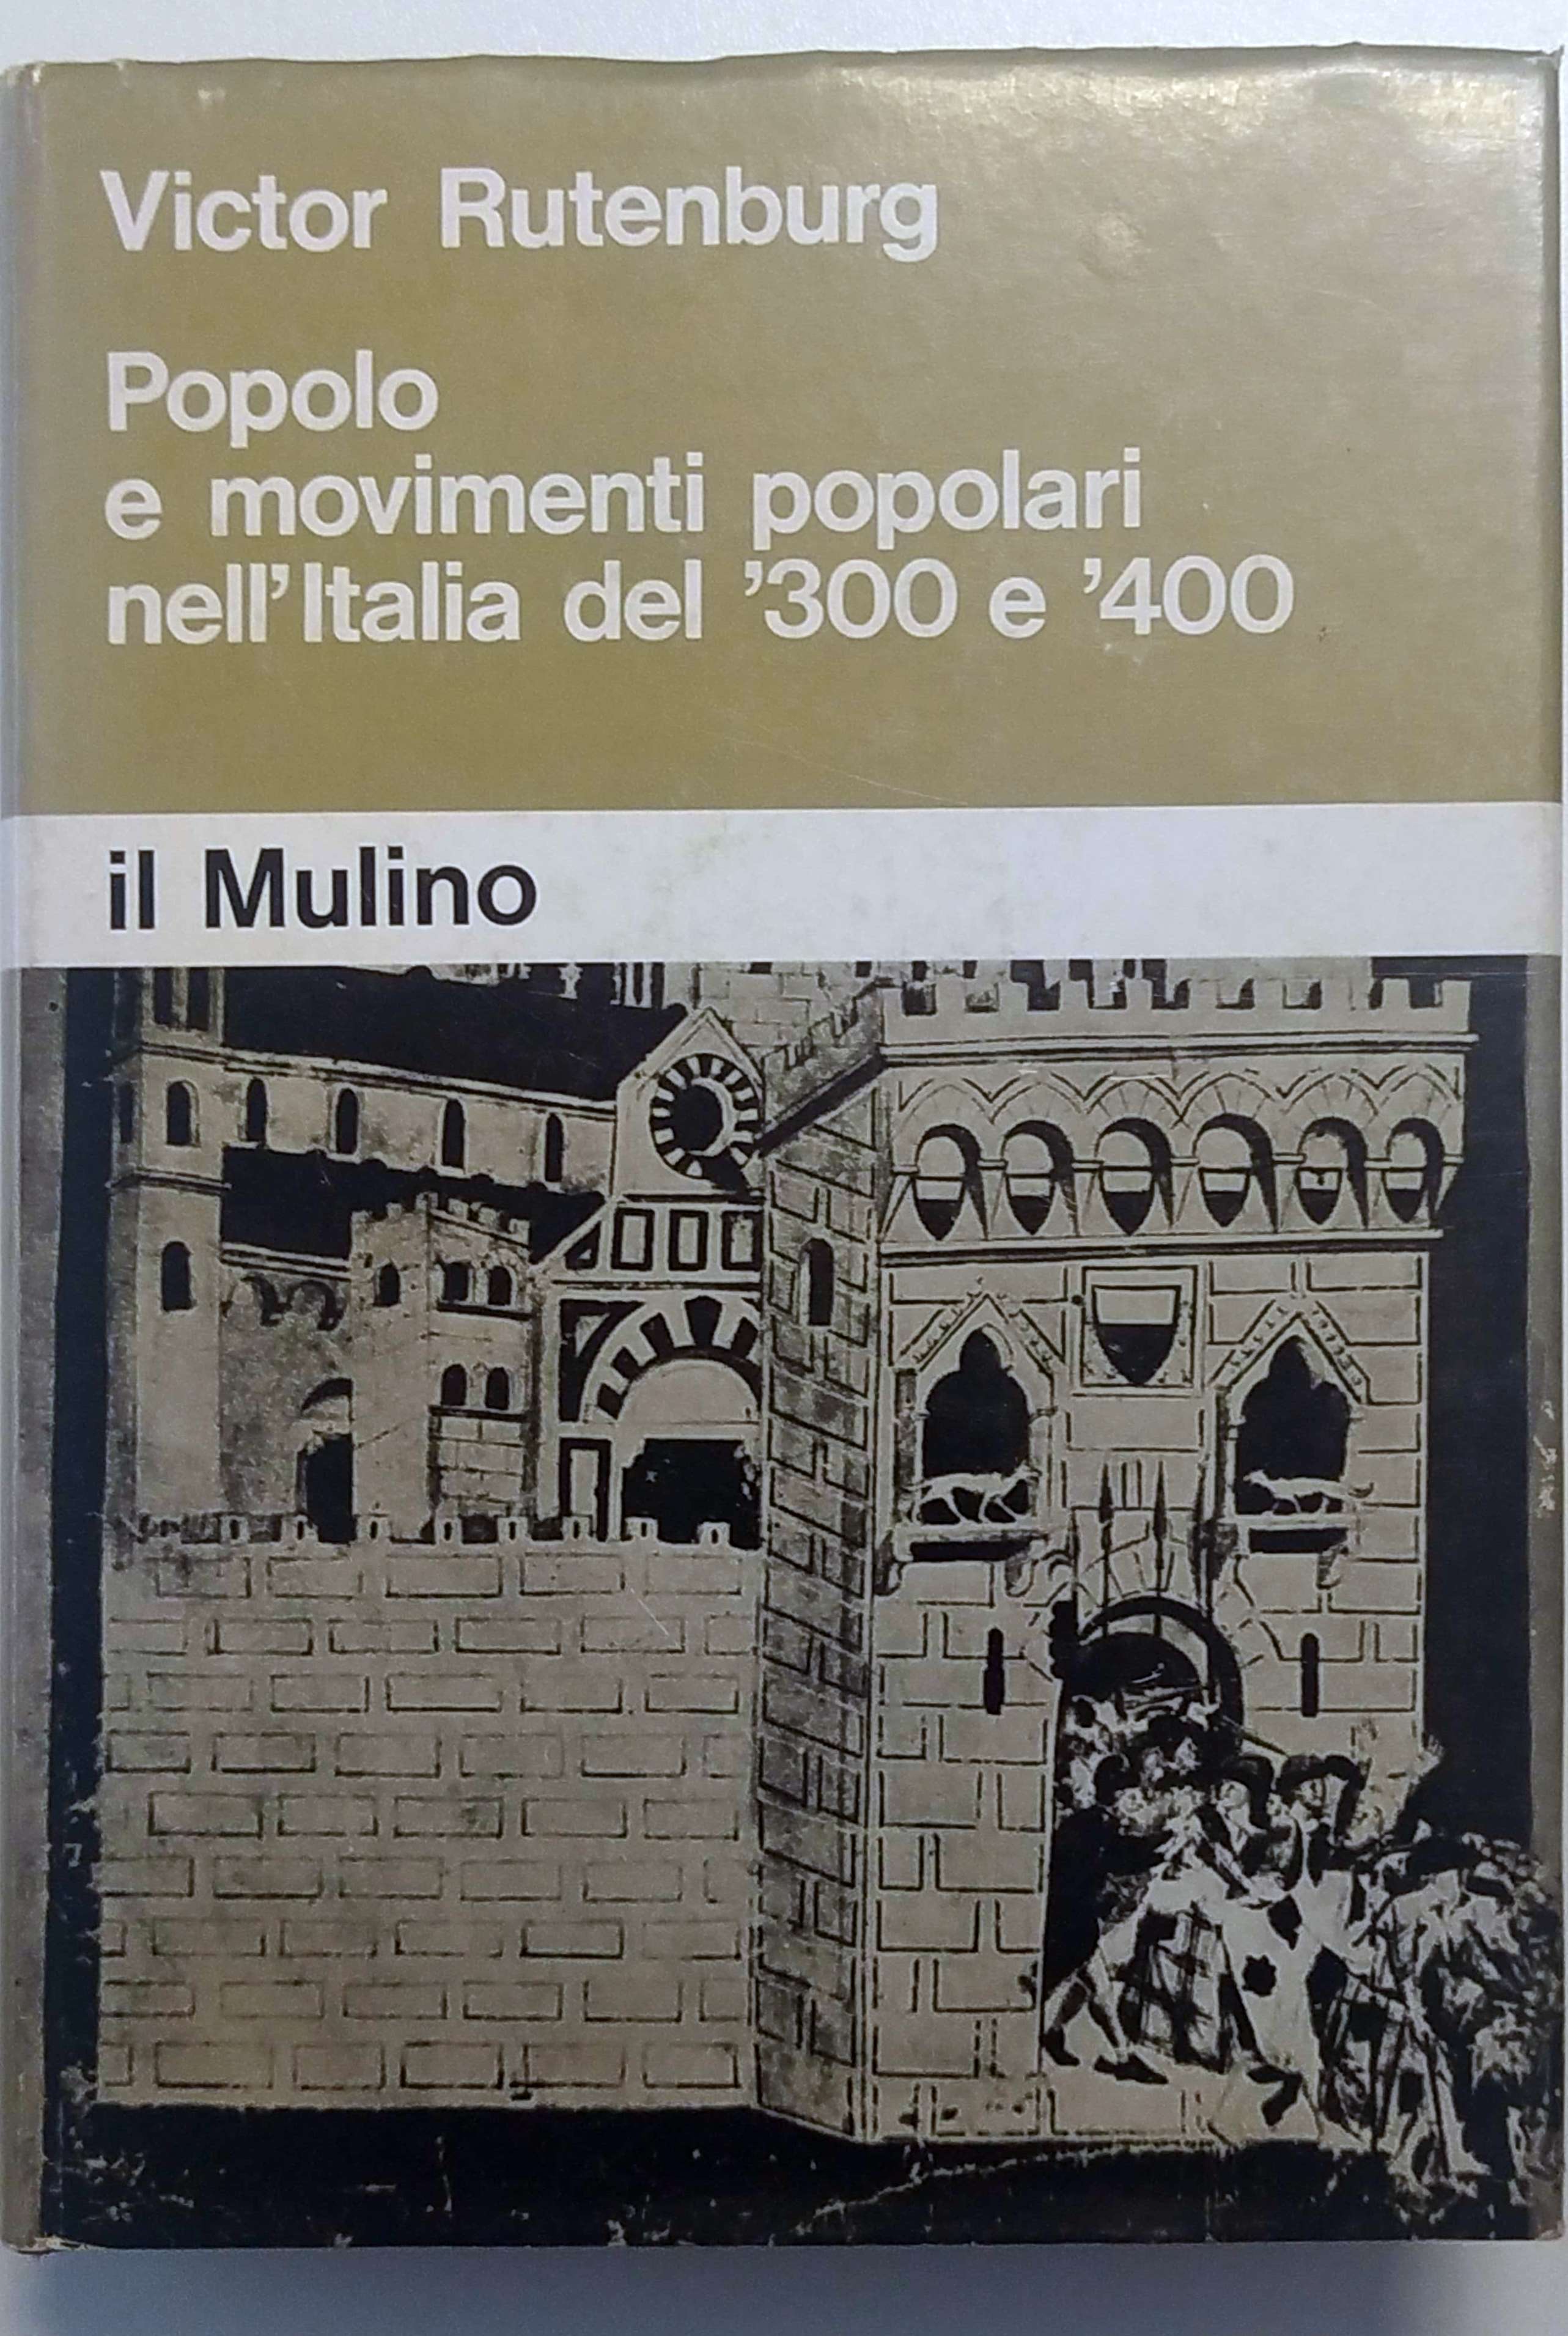 Victor Rutenburg
Popolo
e movimenti popolari
nell'Italia del '300 e '400
il Mulino